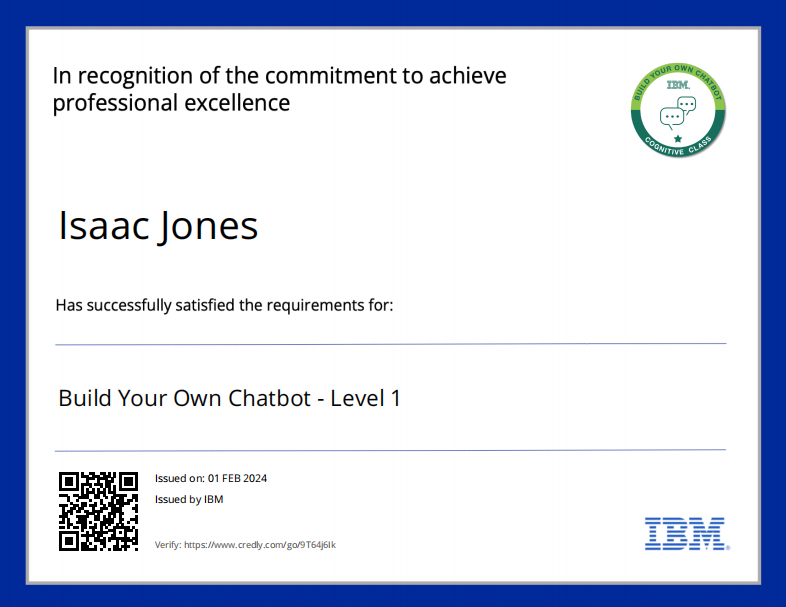 In recognition of the commitment to achieve
professional excellence
BUILD YOUR OWN CHATBOT
IBM.
COGNITIVE CLASS
Isaac Jones
Has successfully satisfied the requirements for:
Build Your Own Chatbot - Level 1
Issued on: 01 FEB 2024
Issued by IBM
Verify: https://www.credly.com/go/9T64j6Ik
IBM®